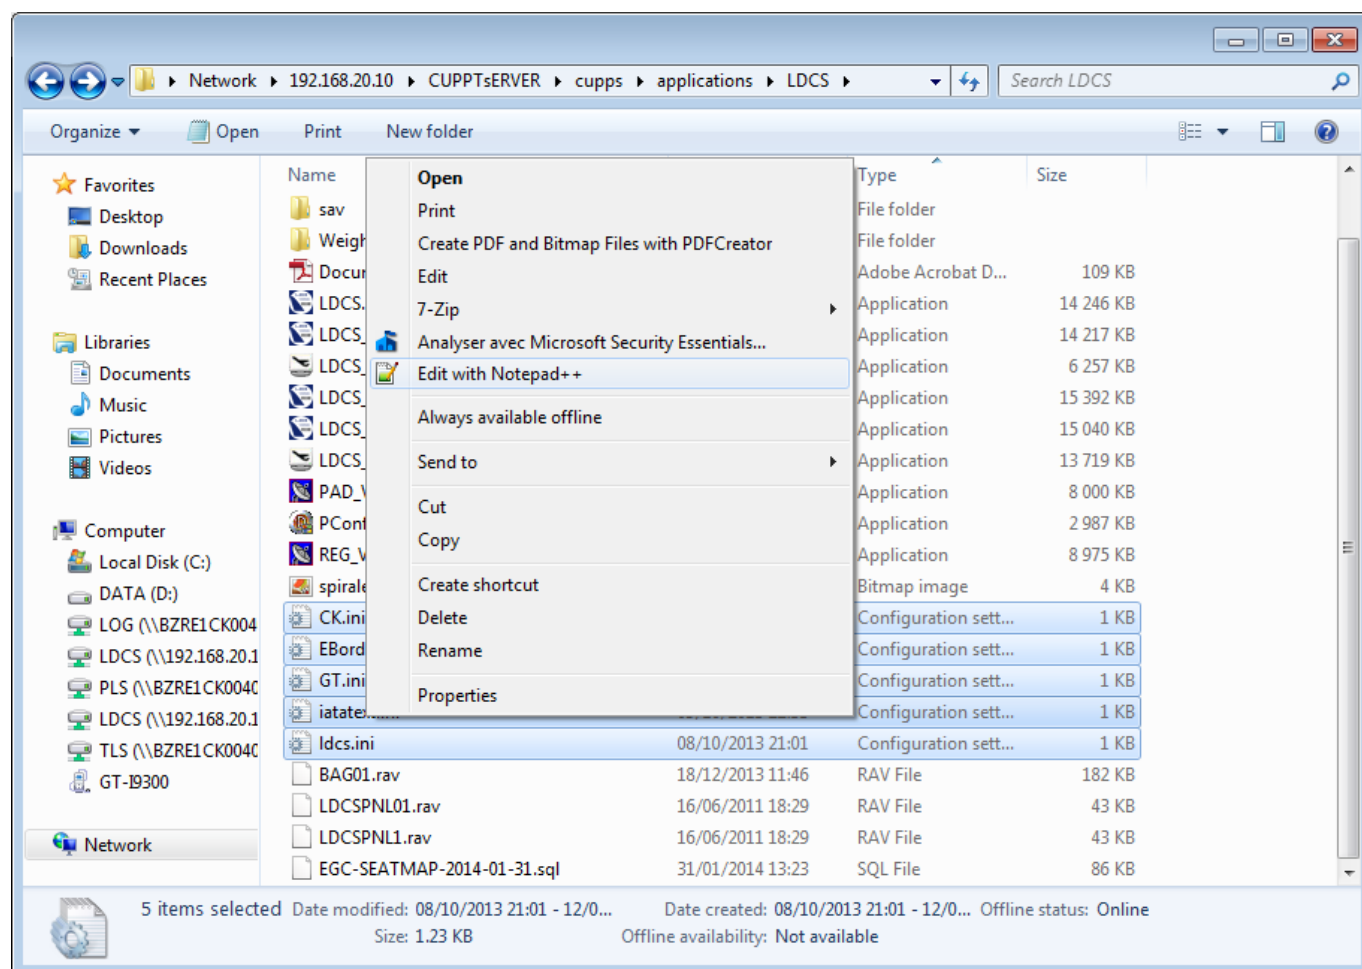 Network 192.168.20.10 CUPPTsERVER cupps applications LDCS Search LDCS
Organize Open Print New folder
Favorites
Desktop
Downloads
Recent Places
Libraries
Documents
Music
Pictures
Videos
Computer
Local Disk (C:)
DATA (D:)
LOG (\\BZRE1CK004
LDCS (\\192.168.20.1
PLS (\\BZRE1CK004
LDCS (\\192.168.20.1
TLS (\\BZRE1CK004
GT-I9300
Network
Name Type Size
sav File folder
Weigh File folder
Docur Adobe Acrobat D... 109 KB
LDCS. Application 14 246 KB
LDCS_ Application 14 217 KB
LDCS_ Application 6 257 KB
LDCS_ Application 15 392 KB
LDCS_ Application 15 040 KB
LDCS_ Application 13 719 KB
PAD_V Application 8 000 KB
PConf Application 2 987 KB
REG_V Application 8 975 KB
spirale Bitmap image 4 KB
CK.ini Configuration sett... 1 KB
EBord Configuration sett... 1 KB
GT.ini Configuration sett... 1 KB
Configuration sett... 1 KB
ldcs.ini 08/10/2013 21:01 Configuration sett... 1 KB
BAG01.rav 18/12/2013 11:46 RAV File 182 KB
LDCSPNL01.rav 16/06/2011 18:29 RAV File 43 KB
LDCSPNL1.rav 16/06/2011 18:29 RAV File 43 KB
EGC-SEATMAP-2014-01-31.sql 31/01/2014 13:23 SQL File 86 KB
Open
Print
Create PDF and Bitmap Files with PDFCreator
Edit
7-Zip
Analyser avec Microsoft Security Essentials...
Edit with Notepad++
Always available offline
Send to
Cut
Copy
Create shortcut
Delete
Rename
Properties
5 items selected Date modified: 08/10/2013 21:01 - 12/0... Date created: 08/10/2013 21:01 - 12/0... Offline status: Online
Size: 1.23 KB Offline availability: Not available